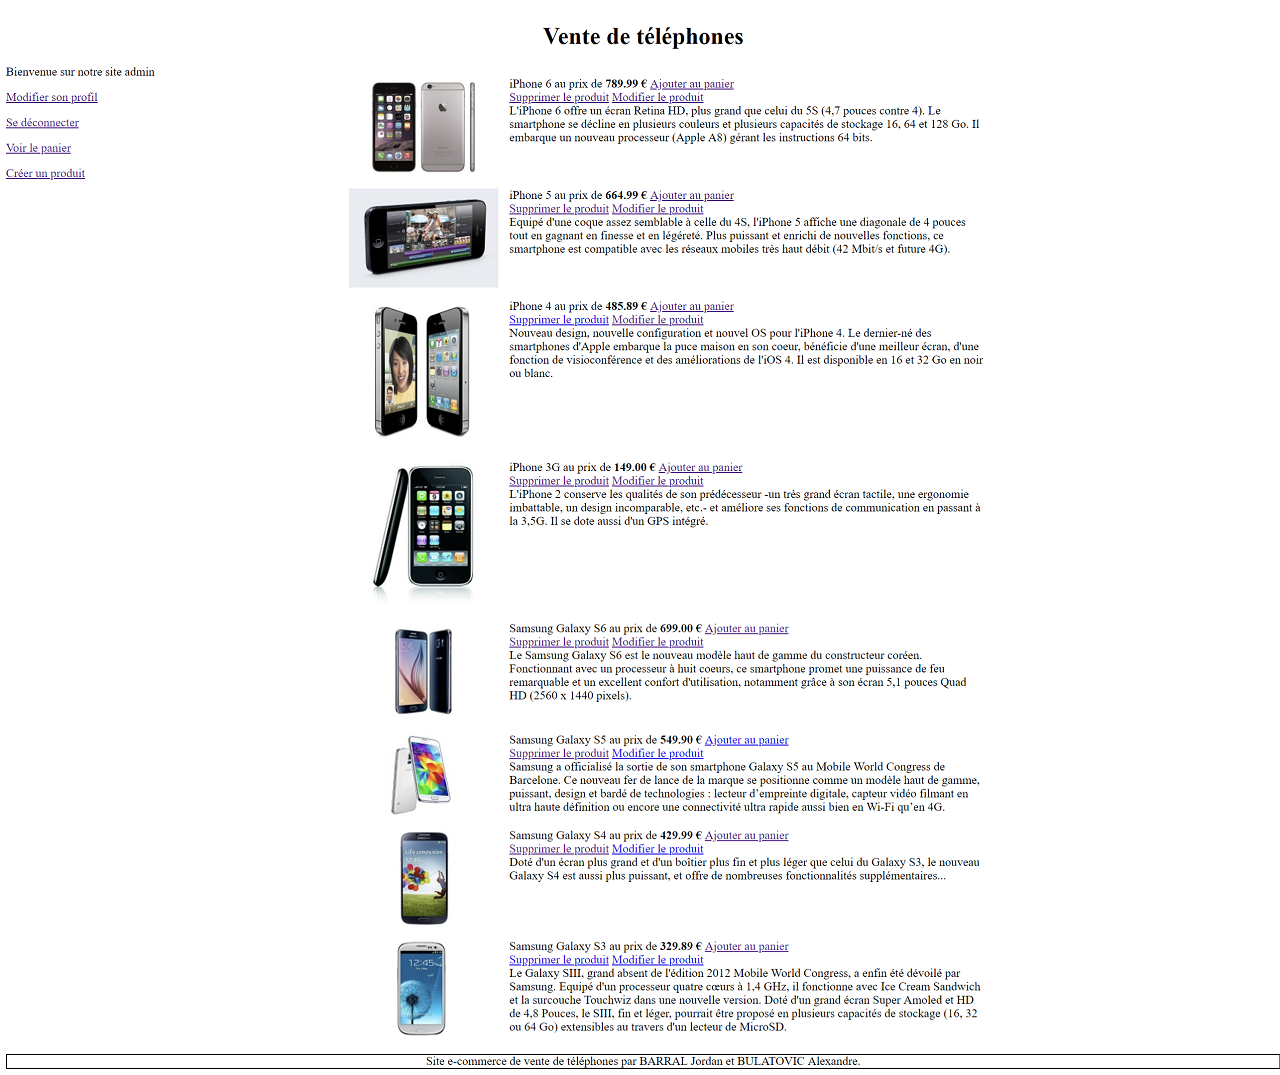 Vente de téléphones
Bienvenue sur notre site admin
Modifier son profil
Se déconnecter
Voir le panier
Créer un produit
iPhone 6 au prix de 789.99 € Ajouter au panier
Supprimer le produit Modifier le produit
L'iPhone 6 offre un écran Retina HD, plus grand que celui du 5S (4,7 pouces contre 4). Le
smartphone se décline en plusieurs couleurs et plusieurs capacités de stockage 16, 64 et 128 Go. Il
embarque un nouveau processeur (Apple A8) gérant les instructions 64 bits.
iPhone 5 au prix de 664.99 € Ajouter au panier
Supprimer le produit Modifier le produit
Equipé d'une coque assez semblable à celle du 4S, l'iPhone 5 affiche une diagonale de 4 pouces
tout en gagnant en finesse et en légéreté. Plus puissant et enrichi de nouvelles fonctions, ce
smartphone est compatible avec les réseaux mobiles très haut débit (42 Mbit/s et future 4G).
iPhone 4 au prix de 485.89 € Ajouter au panier
Supprimer le produit Modifier le produit
Nouveau design, nouvelle configuration et nouvel OS pour l'iPhone 4. Le dernier-né des
smartphones d'Apple embarque la puce maison en son coeur, bénéficie d'une meilleur écran, d'une
fonction de visioconférence et des améliorations de l'iOS 4. Il est disponible en 16 et 32 Go en noir
ou blanc.
iPhone 3G au prix de 149.00 € Ajouter au panier
Supprimer le produit Modifier le produit
L'iPhone 2 conserve les qualités de son prédécesseur -un très grand écran tactile, une ergonomie
imbattable, un design incomparable, etc.- et améliore ses fonctions de communication en passant à
la 3,5G. Il se dote aussi d'un GPS intégré.
Samsung Galaxy S6 au prix de 699.00 € Ajouter au panier
Supprimer le produit Modifier le produit
Le Samsung Galaxy S6 est le nouveau modèle haut de gamme du constructeur coréen.
Fonctionnant avec un processeur à huit coeurs, ce smartphone promet une puissance de feu
remarquable et un excellent confort d'utilisation, notamment grâce à son écran 5,1 pouces Quad
HD (2560 x 1440 pixels).
Samsung Galaxy S5 au prix de 549.90 € Ajouter au panier
Supprimer le produit Modifier le produit
Samsung a officialisé la sortie de son smartphone Galaxy S5 au Mobile World Congress de
Barcelone. Ce nouveau fer de lance de la marque se positionne comme un modèle haut de gamme,
puissant, design et bardé de technologies : lecteur d’empreinte digitale, capteur vidéo filmant en
ultra haute définition ou encore une connectivité ultra rapide aussi bien en Wi-Fi qu’en 4G.
Samsung Galaxy S4 au prix de 429.99 € Ajouter au panier
Supprimer le produit Modifier le produit
Doté d'un écran plus grand et d'un boîtier plus fin et plus léger que celui du Galaxy S3, le nouveau
Galaxy S4 est aussi plus puissant, et offre de nombreuses fonctionnalités supplémentaires...
Life companion
12:45
Samsung Galaxy S3 au prix de 329.89 € Ajouter au panier
Supprimer le produit Modifier le produit
Le Galaxy SIII, grand absent de l'édition 2012 Mobile World Congress, a enfin été dévoilé par
Samsung. Equipé d'un processeur quatre cœurs à 1,4 GHz, il fonctionne avec Ice Cream Sandwich
et la surcouche Touchwiz dans une nouvelle version. Doté d'un grand écran Super Amoled et HD
de 4,8 Pouces, le SIII, fin et léger, pourrait être proposé en plusieurs capacités de stockage (16, 32
ou 64 Go) extensibles au travers d'un lecteur de MicroSD.
12:45
Site e-commerce de vente de téléphones par BARRAL Jordan et BULATOVIC Alexandre.